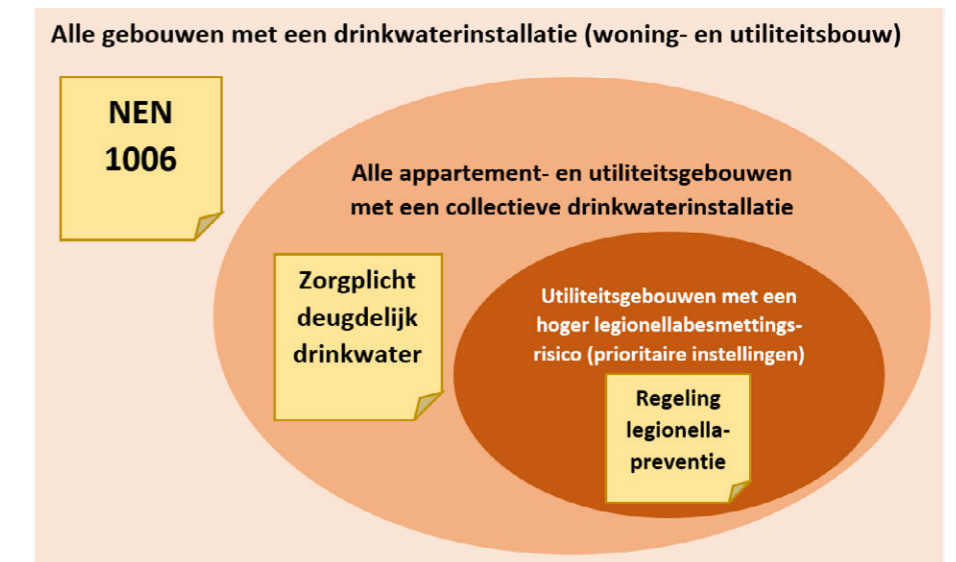 Alle gebouwen met een drinkwaterinstallatie (woning- en utiliteitsbouw)
NEN
1006
Alle appartement- en utiliteitsgebouwen
met een collectieve drinkwaterinstallatie
Zorgplicht
deugdelijk
drinkwater
Utiliteitsgebouwen met een
hoger legionellabesmettings-
risico (prioritaire instellingen)
Regeling
legionella-
preventie